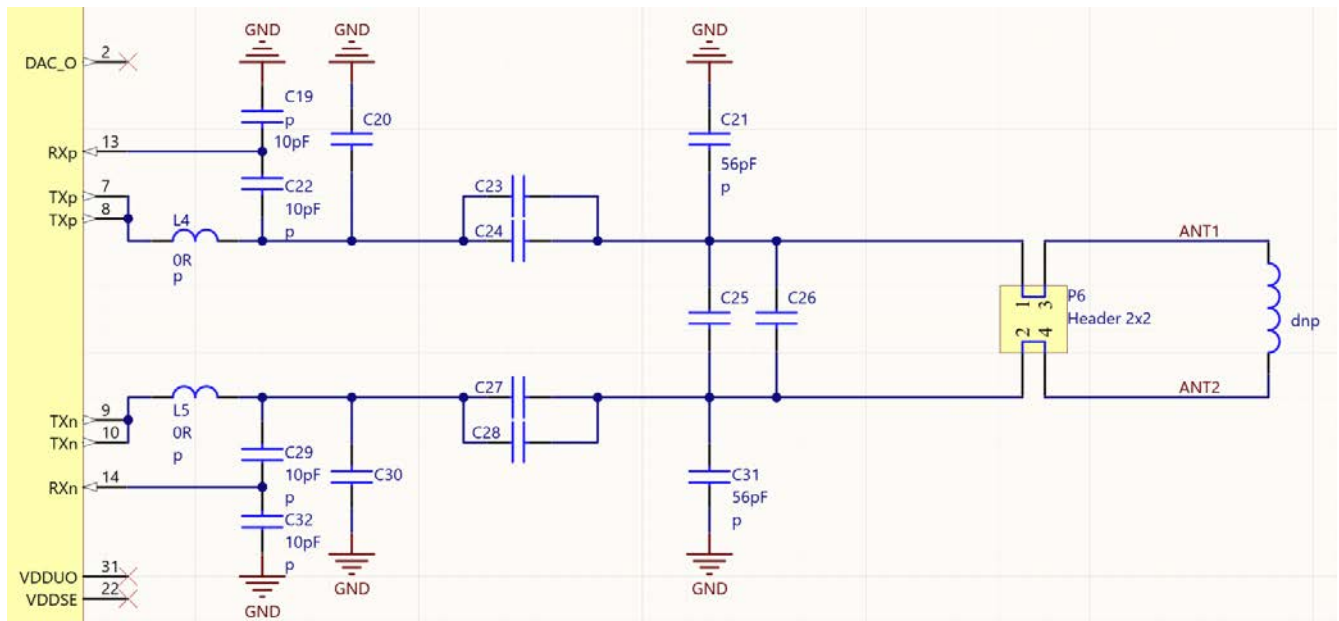 GND
GND
GND
DAC_O
2
C19
p
10pF
C20
C21
56pF
p
RXp
13
TXp
7
TXp
8
C22
10pF
p
C23
C24
L4
0R
p
ANT1
C25
C26
1
3
2
4
P6
Header 2x2
dnp
C27
C28
ANT2
L5
0R
p
TXn
9
TXn
10
C29
10pF
p
C30
C31
56pF
p
RXn
14
C32
10pF
p
VDDUO
31
VDDSE
22
GND
GND
GND